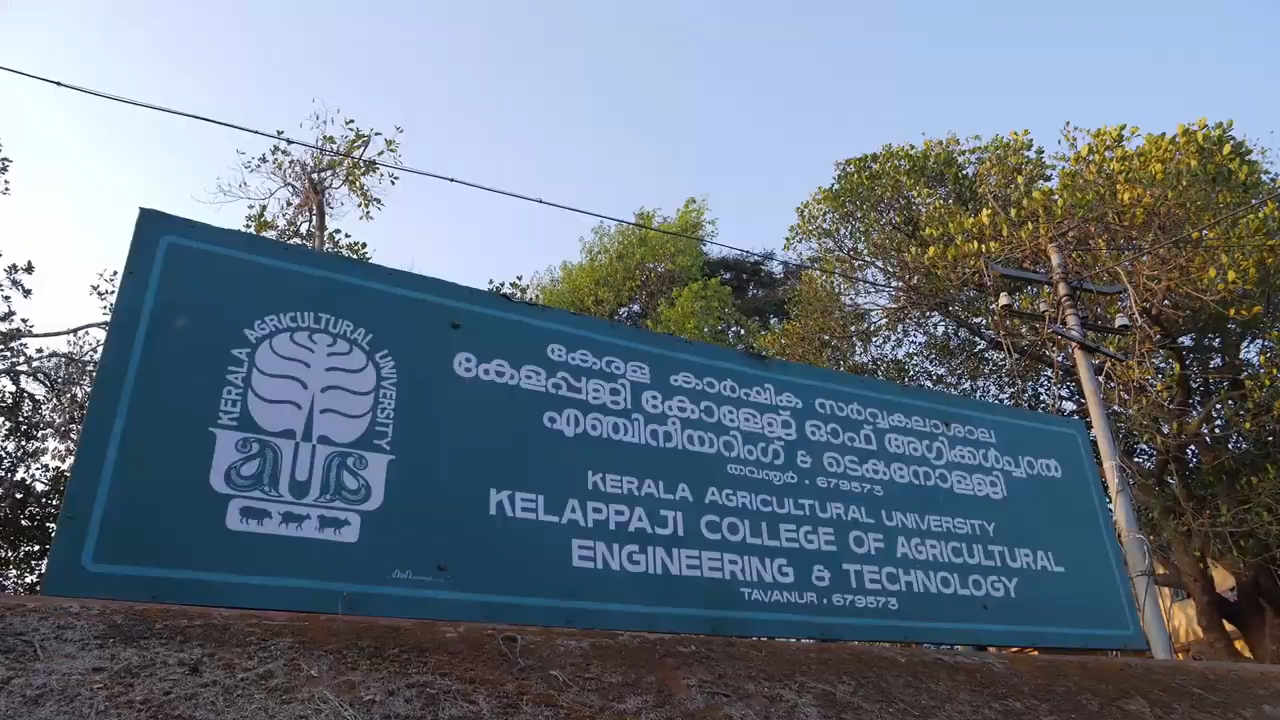 KERALA AGRICULTURAL UNIVERSITY
aus
കേരള കാർഷിക സർവ്വകലാശാല
കേളപ്പജി കോളേജ് ഓഫ് അഗ്രിക്കൾച്ചറൽ
എഞ്ചിനീയറിംഗ് & ടെക്നോളജി
തവനൂർ . 679573
KERALA AGRICULTURAL UNIVERSITY
KELAPPAJI COLLEGE OF AGRICULTURAL
ENGINEERING & TECHNOLOGY
TAVANUR . 679573